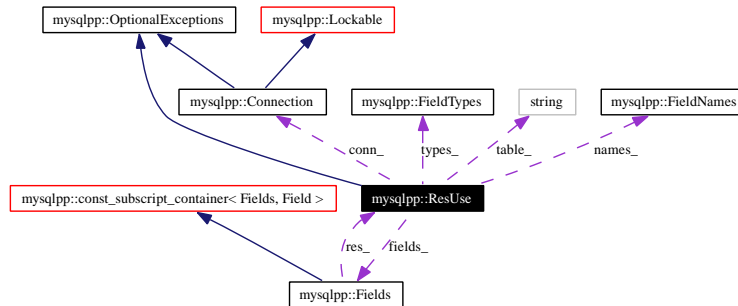 mysqlpp::OptionalExceptions
mysqlpp::Lockable
mysqlpp::Connection
mysqlpp::FieldTypes
string
mysqlpp::FieldNames
conn_
types_
table_
names_
mysqlpp::const_subscript_container< Fields, Field >
mysqlpp::ResUse
res_
fields_
mysqlpp::Fields